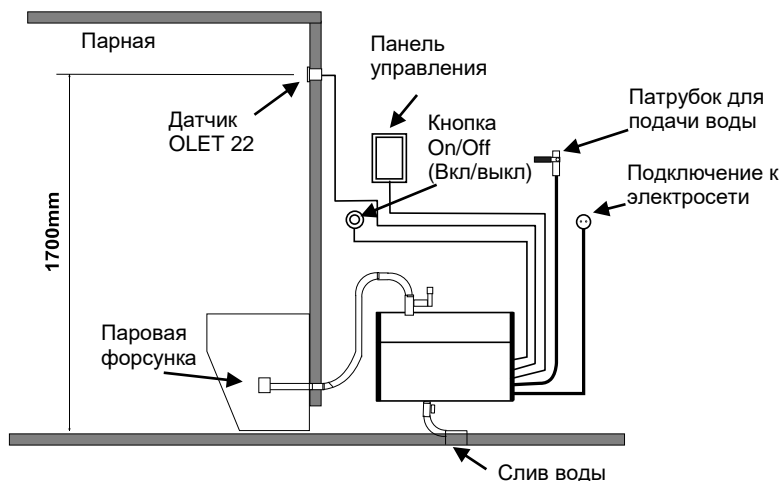 Парная
Панель
управления
Датчик
OLET 22
Кнопка
On/Off
(Вкл/выкл)
Патрубок для
подачи воды
Подключение к
электросети
1700mm
Паровая
форсунка
Слив воды